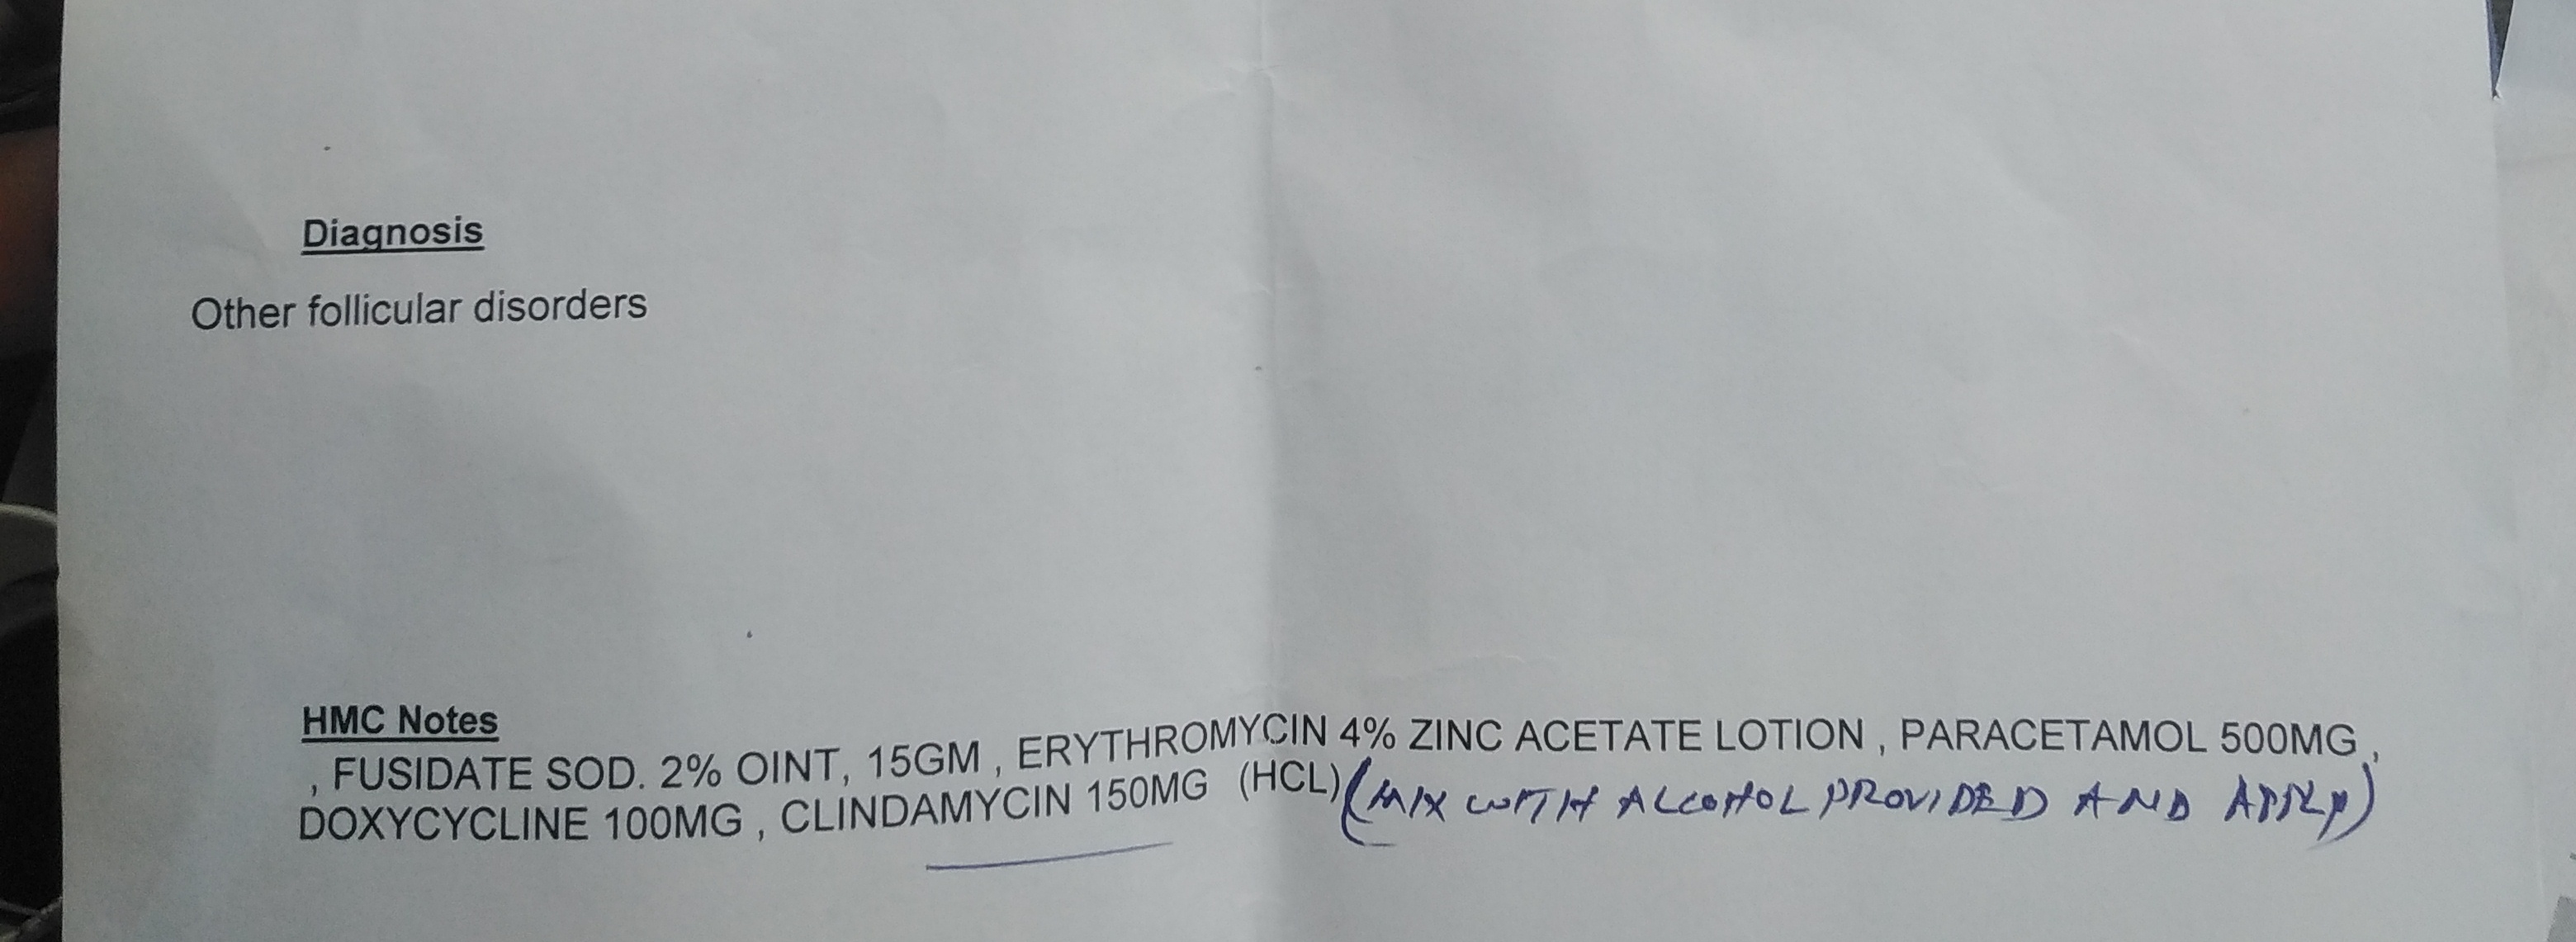 Diagnosis
Other follicular disorders
HMC Notes
, FUSIDATE SOD. 2% OINT, 15GM , ERYTHROMYCIN 4% ZINC ACETATE LOTION , PARACETAMOL 500MG ,
DOXYCYCLINE 100MG , CLINDAMYCIN 150MG (HCL) (MIX WITH ALCOHOL PROVIDED AND APPLY)